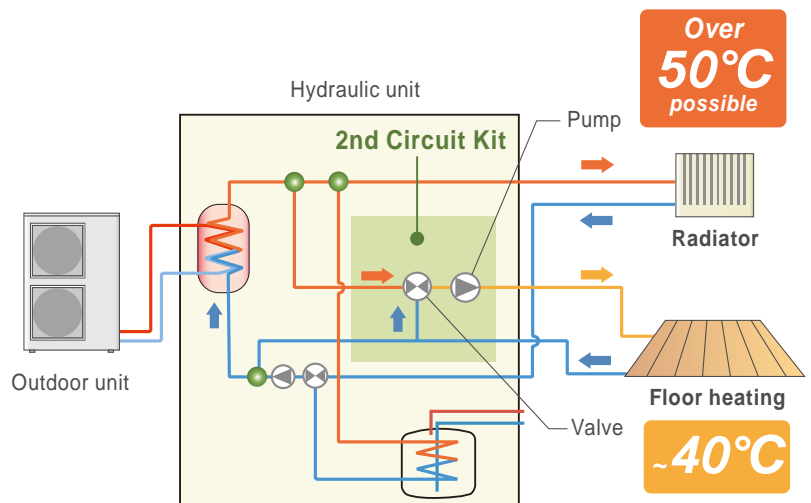 Over
50°C
possible
Hydraulic unit
Pump
2nd Circuit Kit
Radiator
Outdoor unit
Floor heating
Valve
~40°C